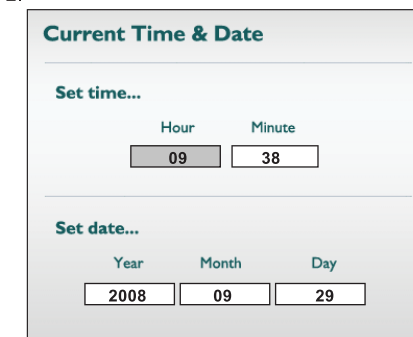 Current Time & Date
Set time...
Hour Minute
09 38
Set date...
Year Month Day
2008 09 29